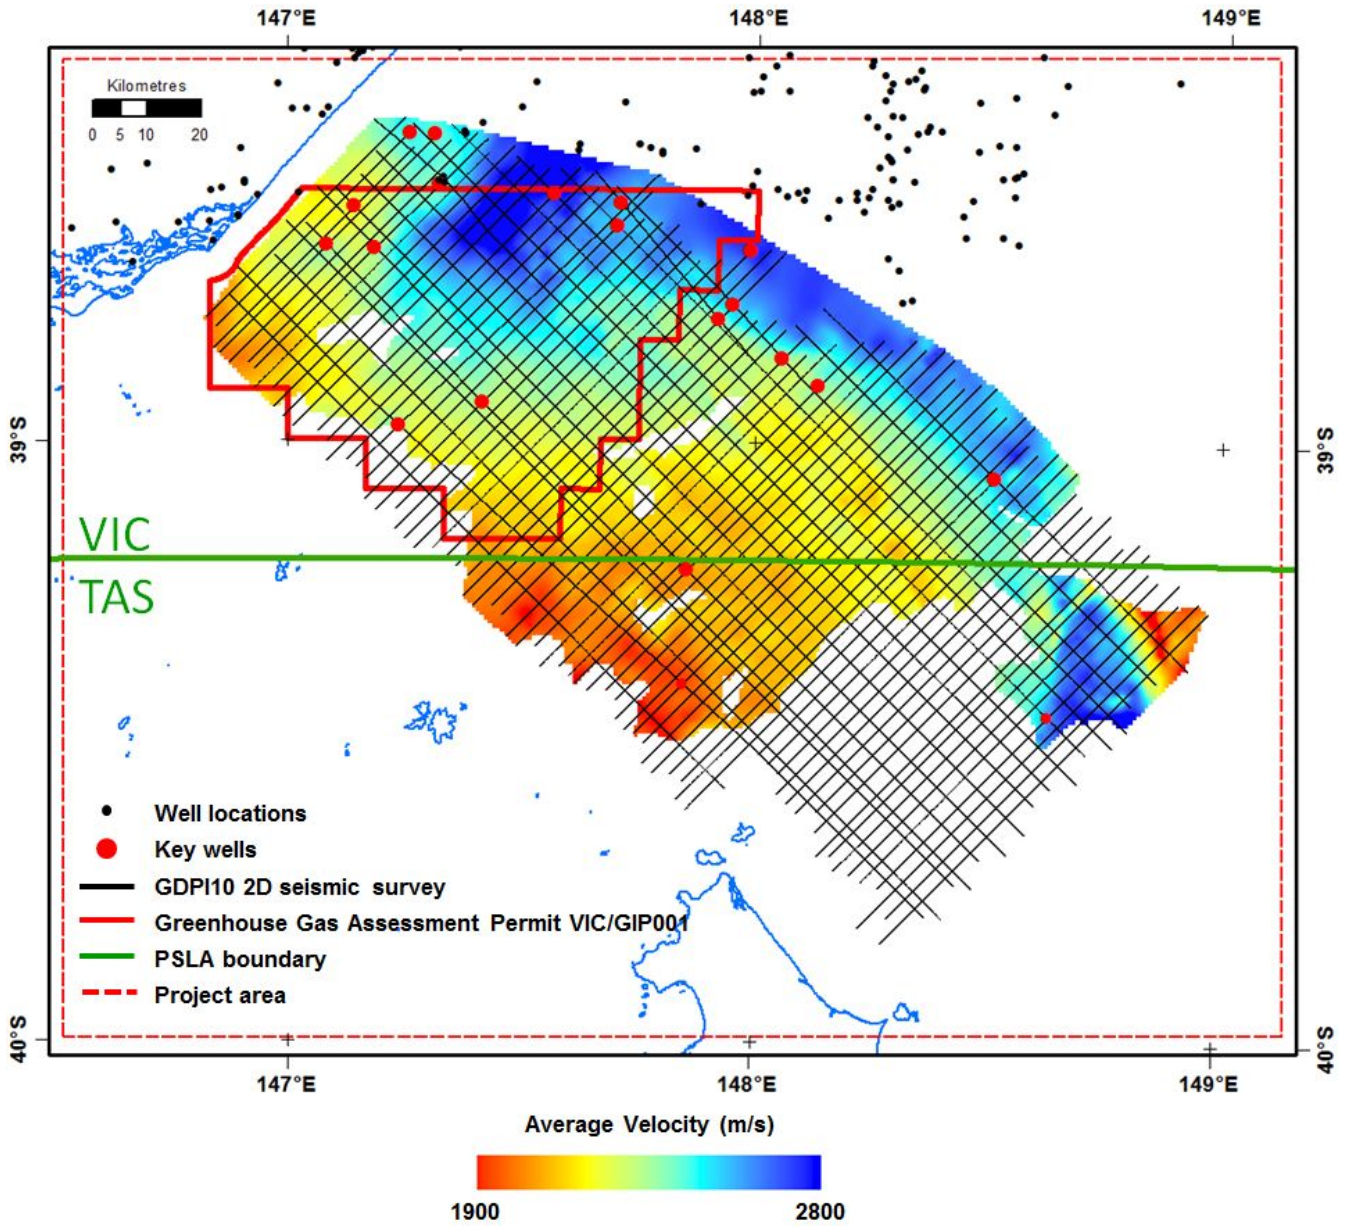 147°E 148°E 149°E
Kilometres
0 5 10 20
39°S 39°S
VIC
TAS
Well locations
Key wells
GDPI10 2D seismic survey
Greenhouse Gas Assessment Permit VIC/GIP001
PSLA boundary
Project area
40°S 40°S
147°E 148°E 149°E
Average Velocity (m/s)
1900 2800